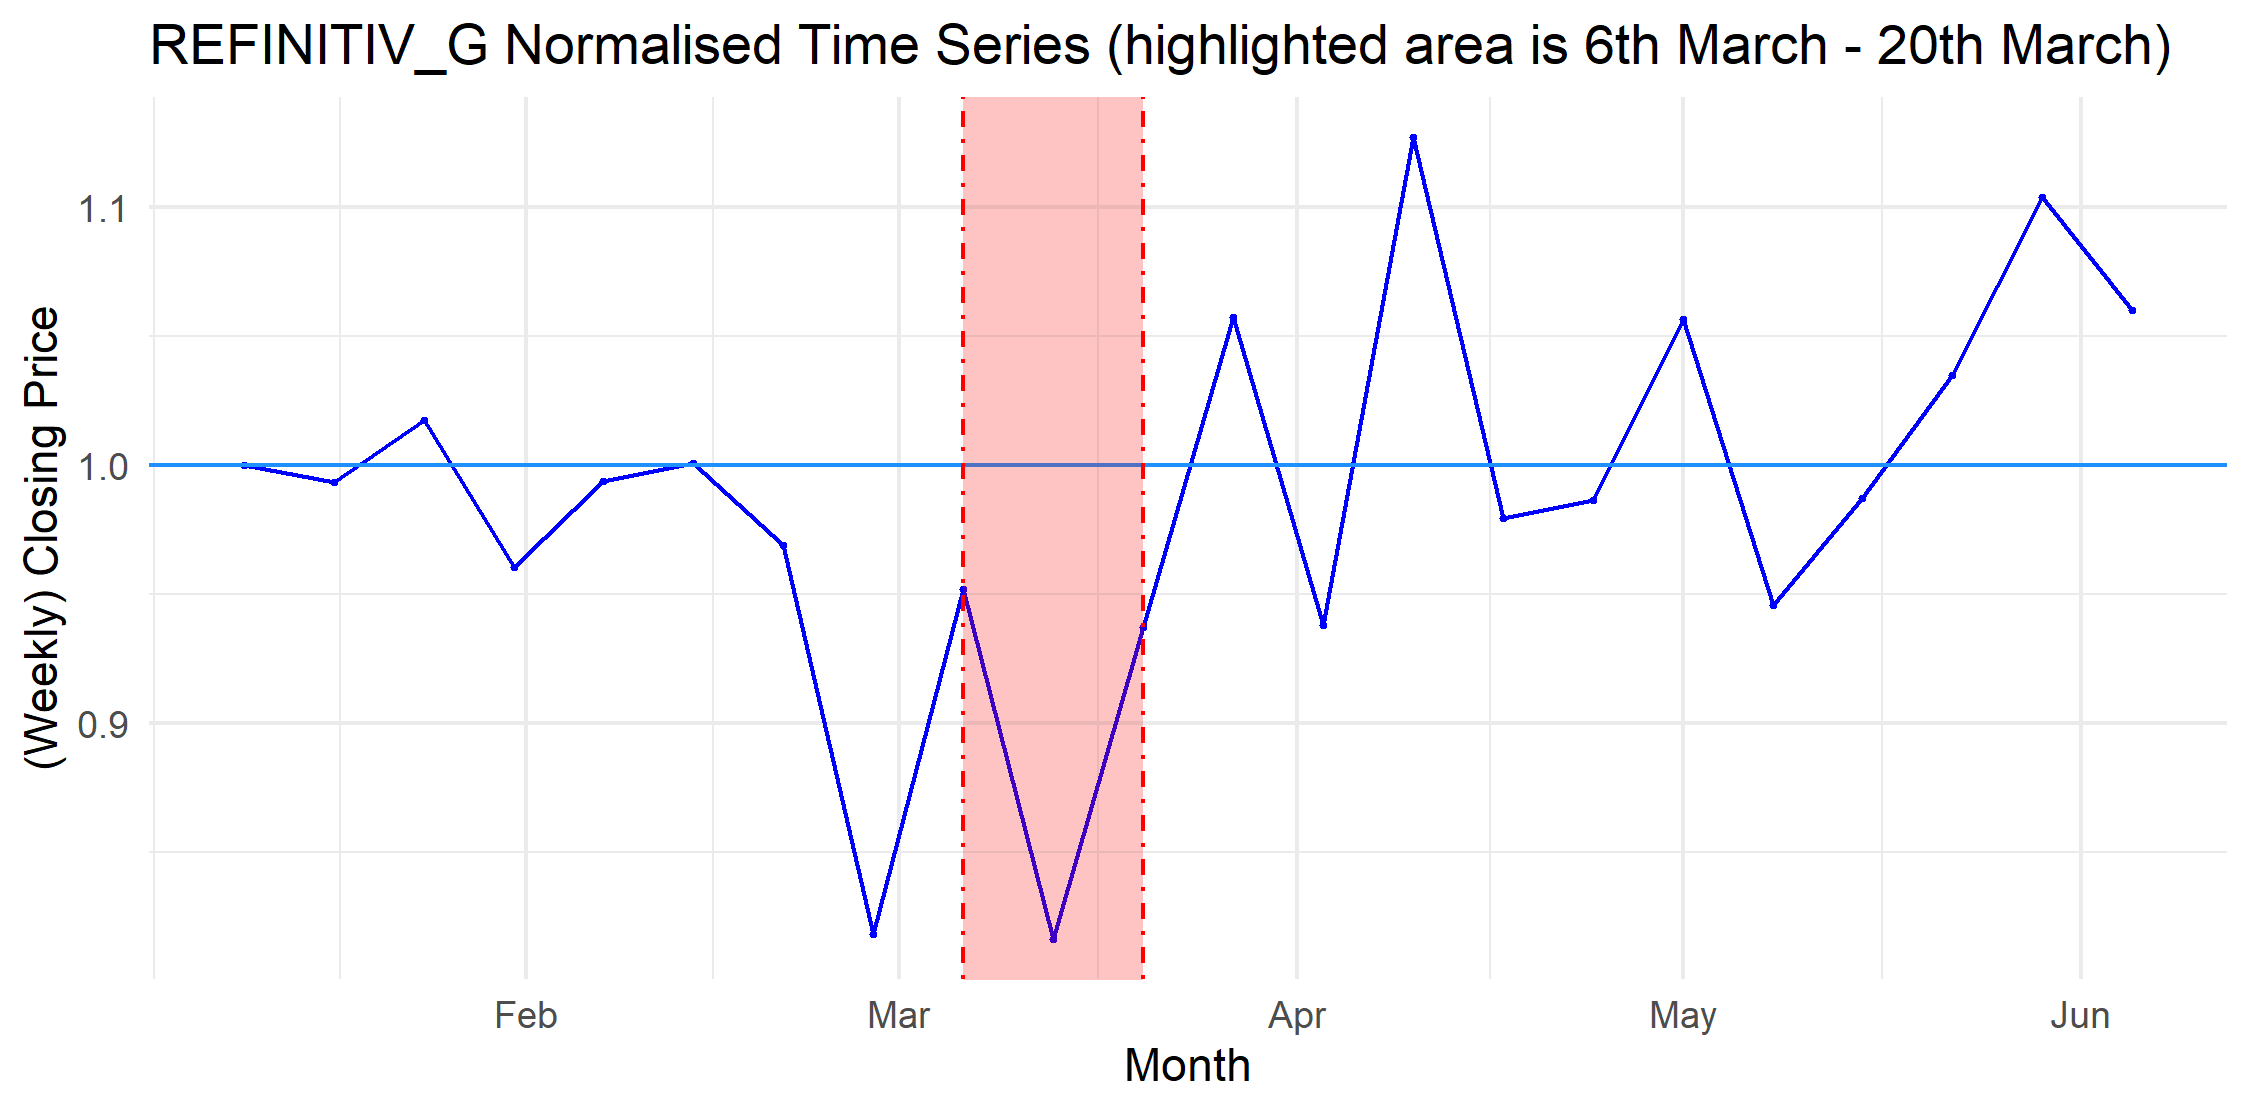 REFINITIV_G Normalised Time Series (highlighted area is 6th March - 20th March)
(Weekly) Closing Price
1.1
1.0
0.9
Feb Mar Apr May Jun
Month